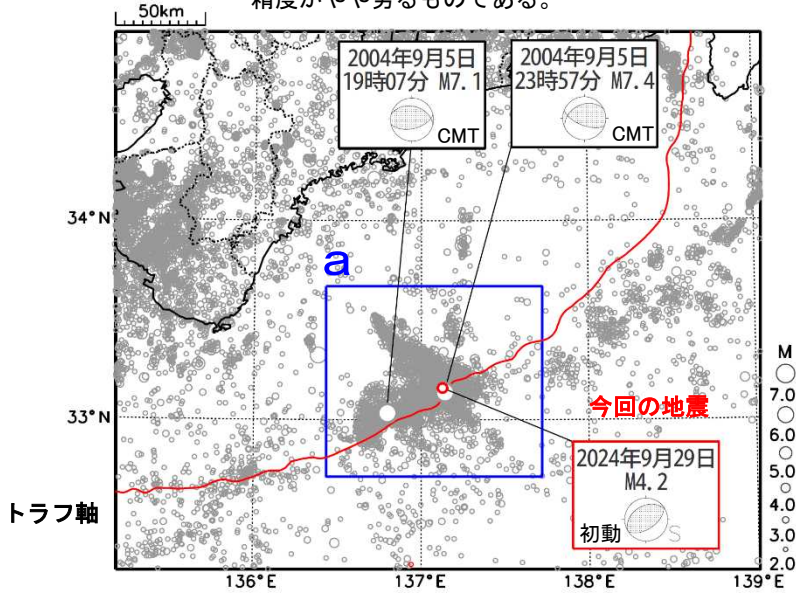 精度がやや劣るものである。
50km
2004年9月5日
19時07分 M7.1
CMT
2004年9月5日
23時57分 M7.4
CMT
34°N
a
33°N
今回の地震
2024年9月29日
M4.2
初動
S
トラフ軸
M
7.0
6.0
5.0
4.0
3.0
2.0
136°E
137°E
138°E
139°E